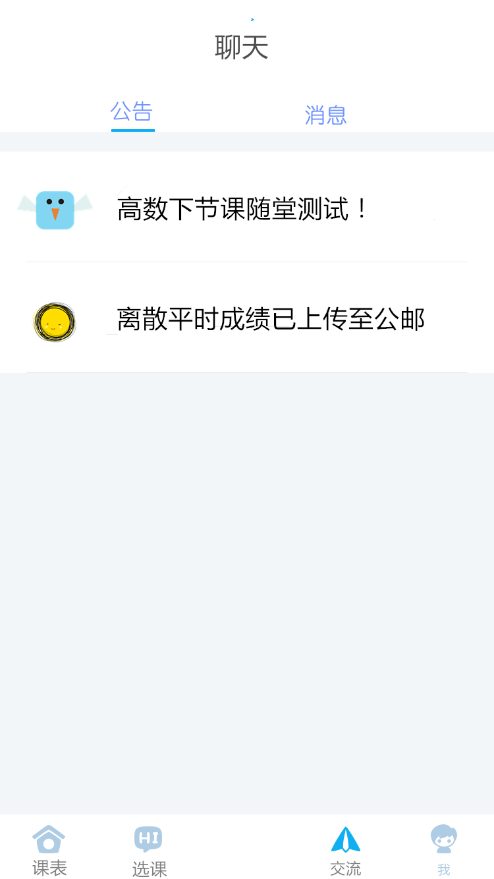 聊天
公告 消息
高数下节课随堂测试！
离散平时成绩已上传至公邮
HI
课表 选课 交流 我